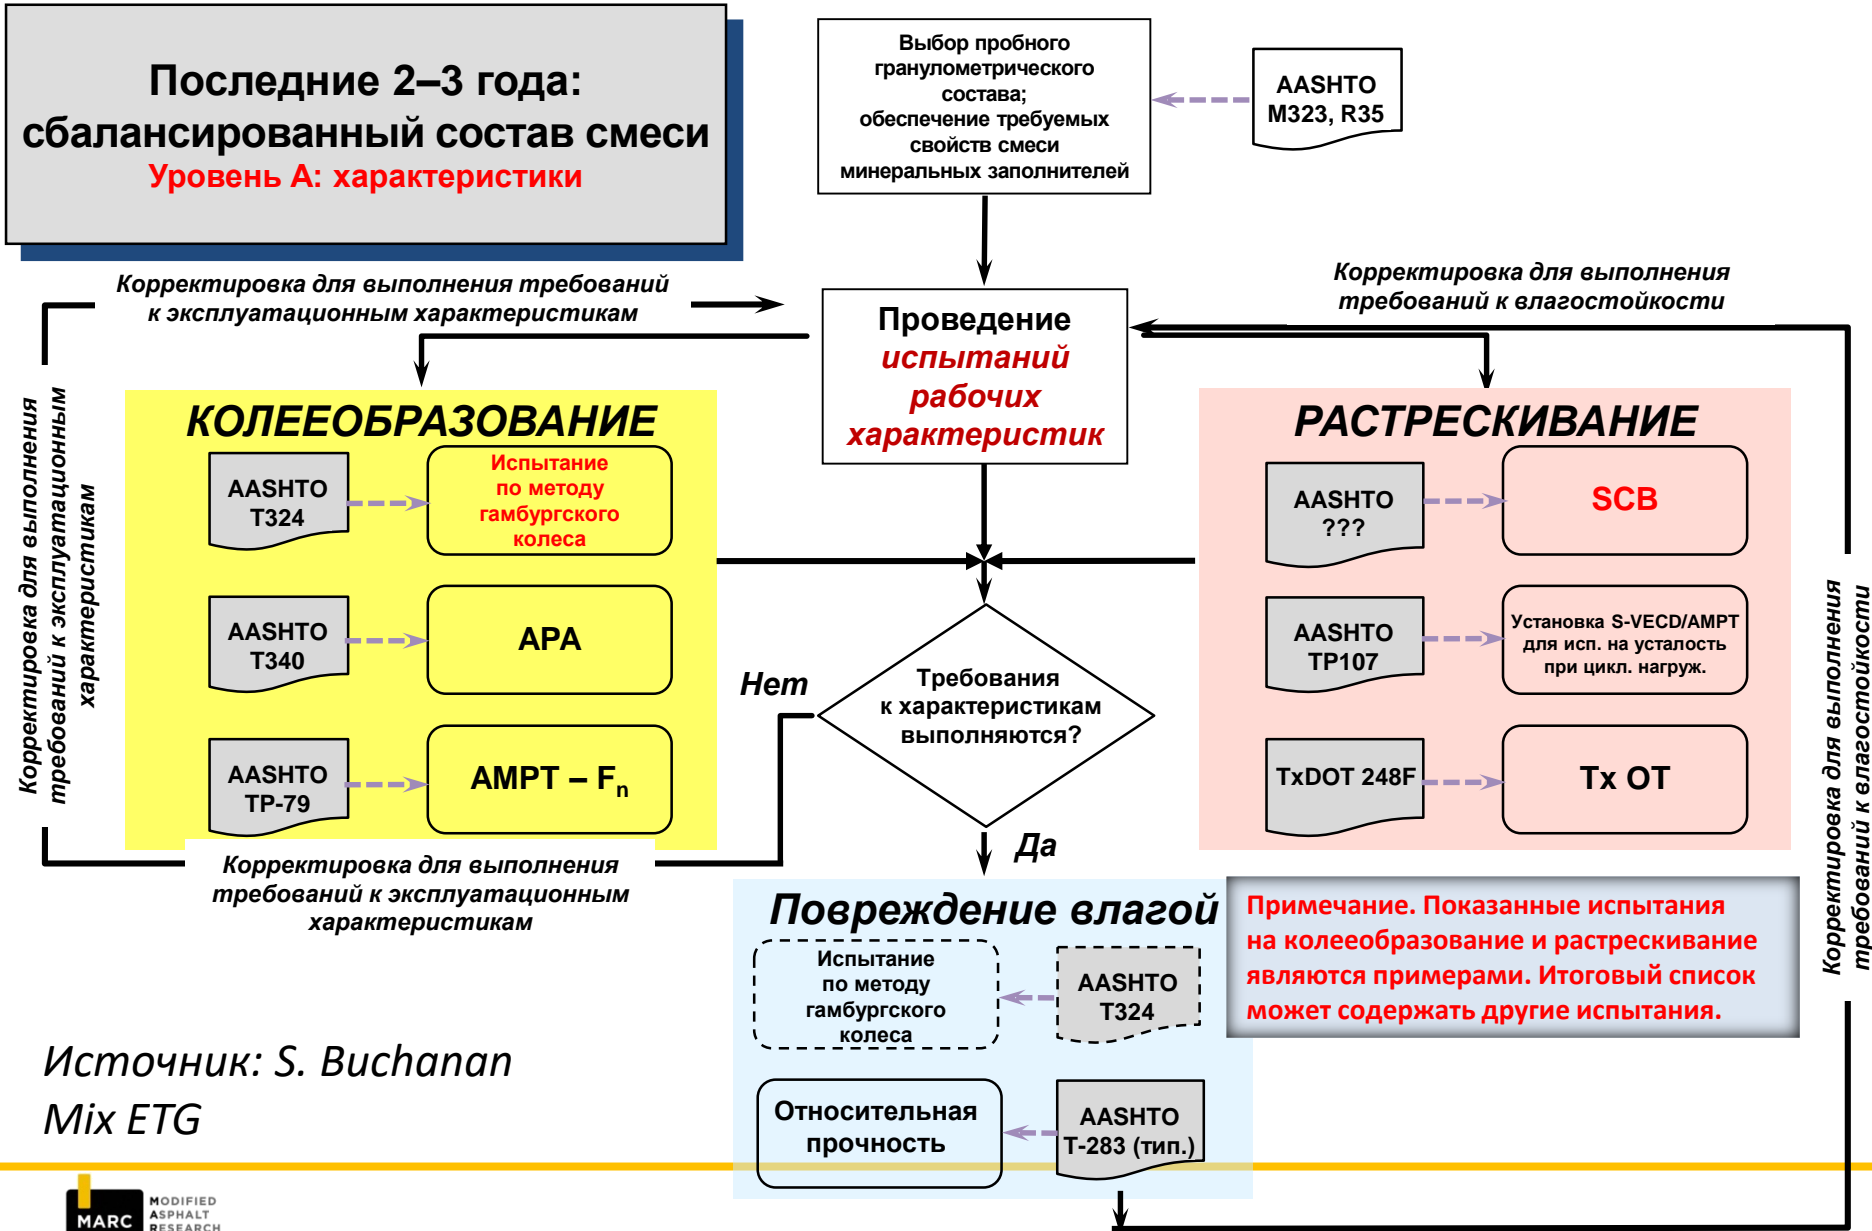 Последние 2–3 года:
сбалансированный состав смеси
Уровень А: характеристики
Выбор пробного
гранулометрического
состава;
обеспечение требуемых
свойств смеси
минеральных заполнителей
AASHTO
M323, R35
Корректировка для выполнения требований
к эксплуатационным характеристикам
Корректировка для выполнения
требований к влагостойкости
Проведение
испытаний
рабочих
характеристик
Корректировка для выполнения
требований к эксплуатационным
характеристикам
КОЛЕЕОБРАЗОВАНИЕ
AASHTO
T324
Испытание
по методу
гамбургского
колеса
AASHTO
T340
APA
AASHTO
TP-79
AMPT – Fn
РАСТРЕСКИВАНИЕ
AASHTO
???
SCB
AASHTO
TP107
Установка S-VECD/AMPT
для исп. на усталость
при цикл. нагруж.
TxDOT 248F
Tx OT
Корректировка для выполнения
требований к влагостойкости
Нет
Требования
к характеристикам
выполняются?
Да
Корректировка для выполнения
требований к эксплуатационным
характеристикам
Повреждение влагой
Испытание
по методу
гамбургского
колеса
AASHTO
T324
Относительная
прочность
AASHTO
T-283 (тип.)
Примечание. Показанные испытания
на колееобразование и растрескивание
являются примерами. Итоговый список
может содержать другие испытания.
Источник: S. Buchanan
Mix ETG
MARC
MODIFIED
ASPHALT
RESEARCH